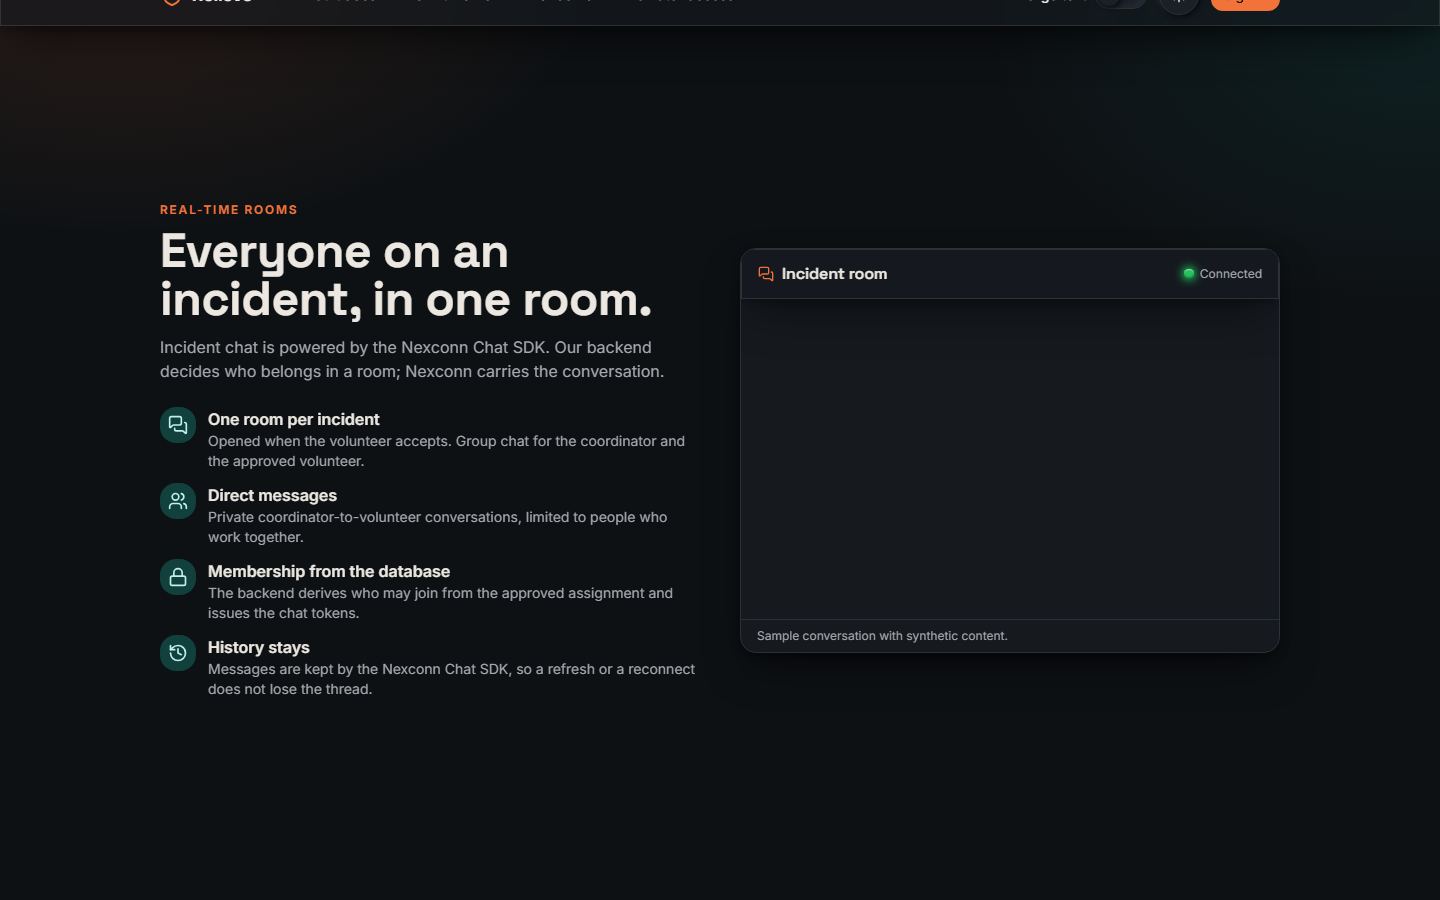 REAL-TIME ROOMS
Everyone on an
incident, in one room.
Incident chat is powered by the Nexconn Chat SDK. Our backend
decides who belongs in a room; Nexconn carries the conversation.
One room per incident
Opened when the volunteer accepts. Group chat for the coordinator and
the approved volunteer.
Direct messages
Private coordinator-to-volunteer conversations, limited to people who
work together.
Membership from the database
The backend derives who may join from the approved assignment and
issues the chat tokens.
History stays
Messages are kept by the Nexconn Chat SDK, so a refresh or a reconnect
does not lose the thread.
Incident room
Connected
Sample conversation with synthetic content.